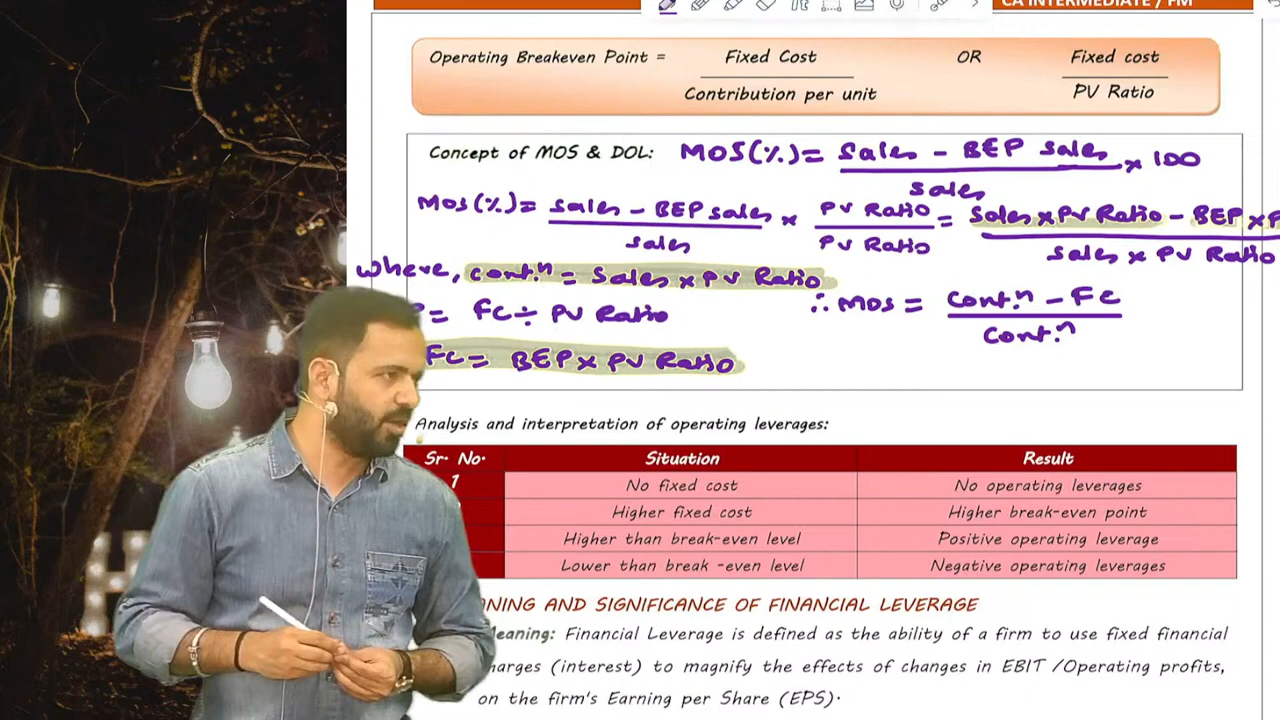 CA INTERMEDIATE / FM
Operating Breakeven Point = Fixed Cost / Contribution per unit OR Fixed cost / PV Ratio
Concept of MOS & DOL: MOS(%) = Sales - BEP sales / sales × 100
MOS(%) = sales - BEP sales / sales × PV Ratio / PV Ratio = Sales × PV Ratio - BEP × / sales × PV Ratio
where, cont.ⁿ = Sales × PV Ratio
= FC ÷ PV Ratio
∴ MOS = cont.ⁿ - FC / cont.ⁿ
FC = BEP × PV Ratio
Analysis and interpretation of operating leverages:
Sr. No. Situation Result
1 No fixed cost No operating leverages
Higher fixed cost Higher break-even point
Higher than break-even level Positive operating leverage
Lower than break -even level Negative operating leverages
AND SIGNIFICANCE OF FINANCIAL LEVERAGE
Meaning: Financial Leverage is defined as the ability of a firm to use fixed financial
(interest) to magnify the effects of changes in EBIT /Operating profits,
on the firm's Earning per Share (EPS).